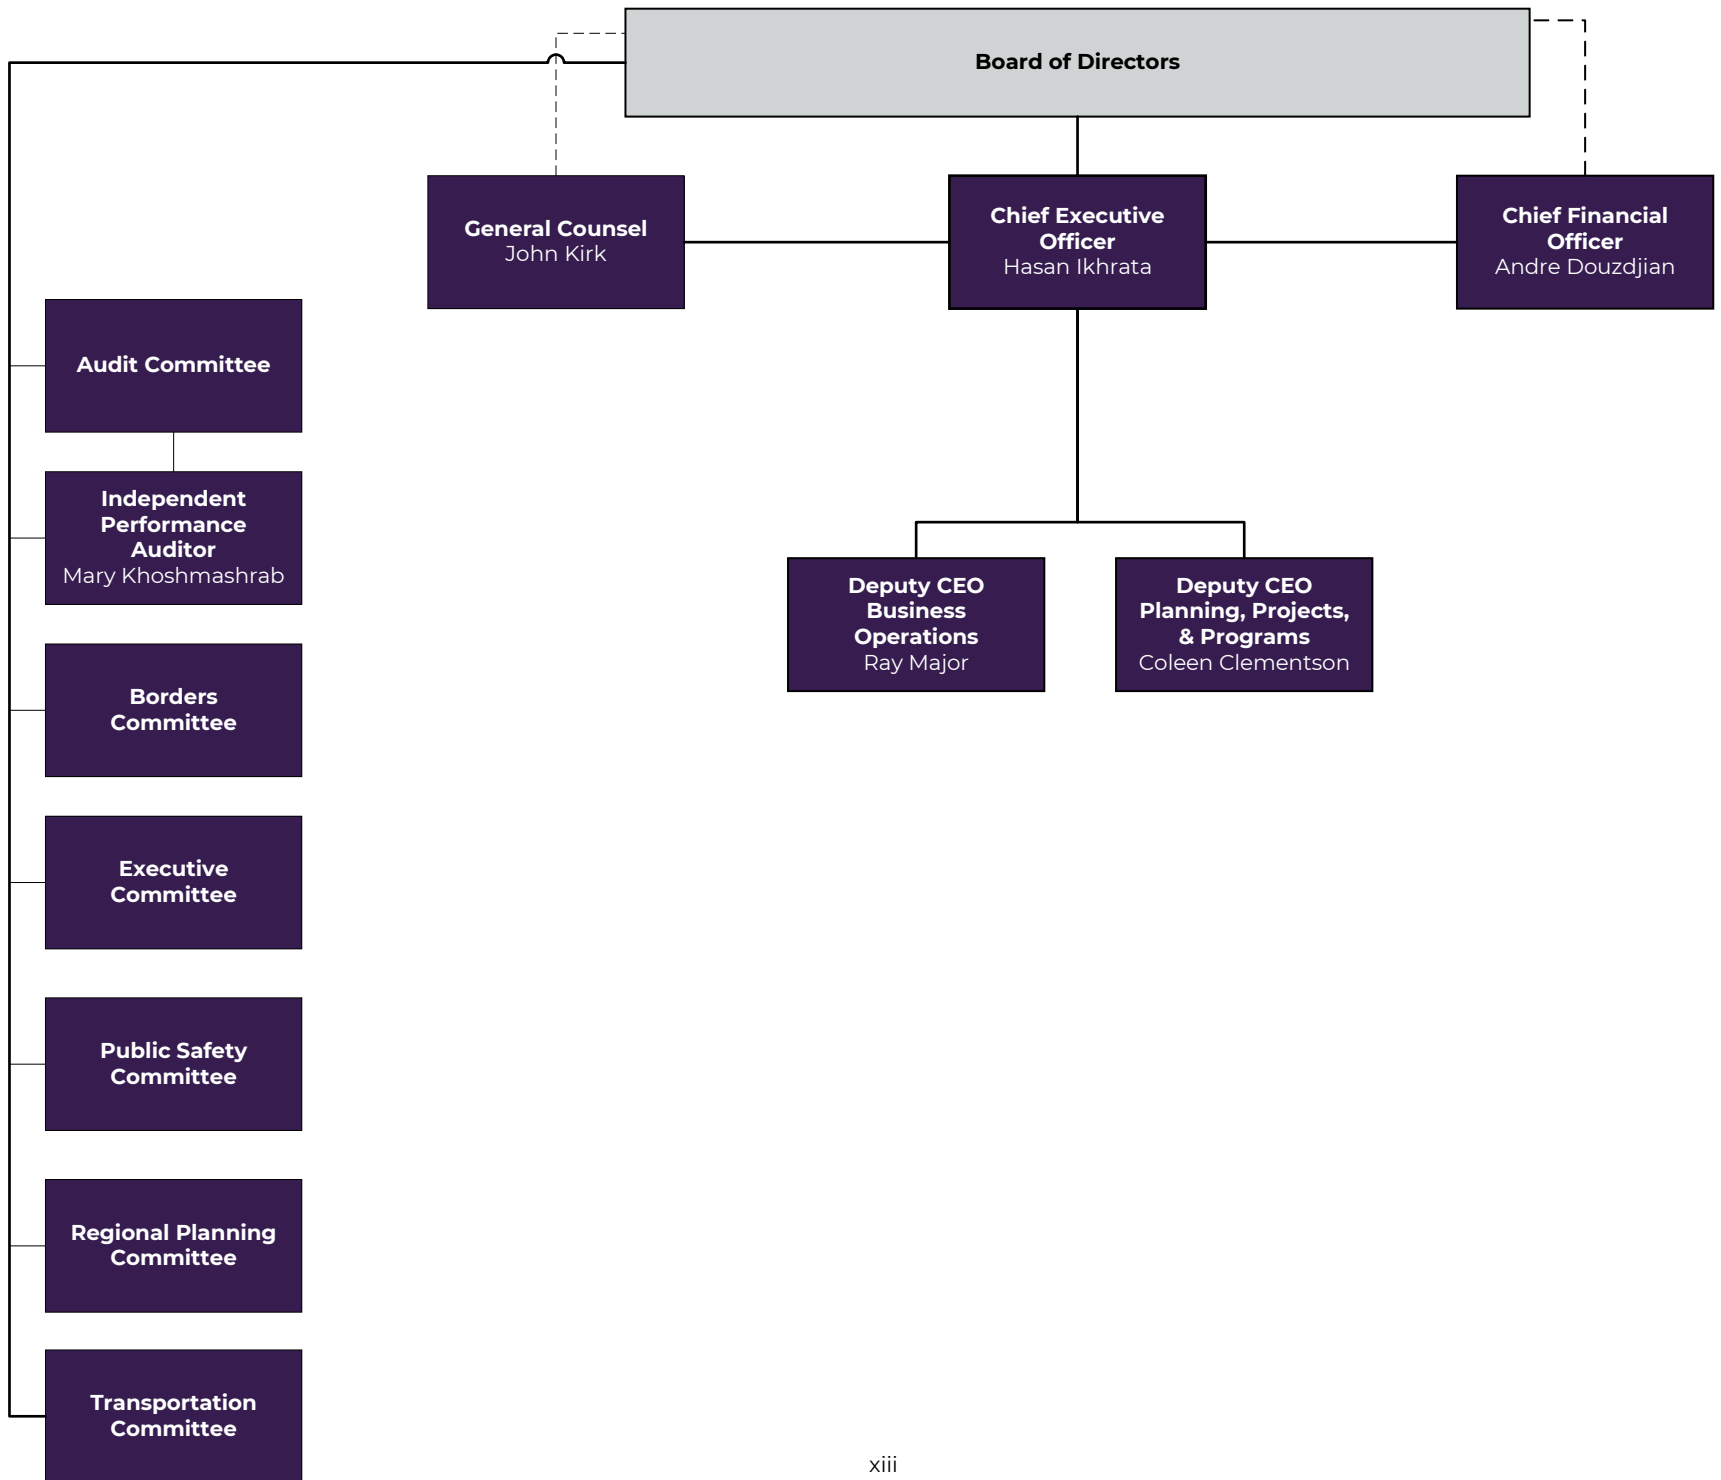 Board of Directors
General Counsel
John Kirk
Chief Executive
Officer
Hasan Ikhrata
Chief Financial
Officer
Andre Douzdjian
Audit Committee
Independent
Performance
Auditor
Mary Khoshmashrab
Deputy CEO
Business
Operations
Ray Major
Deputy CEO
Planning, Projects,
& Programs
Coleen Clementson
Borders
Committee
Executive
Committee
Public Safety
Committee
Regional Planning
Committee
Transportation
Committee
xiii